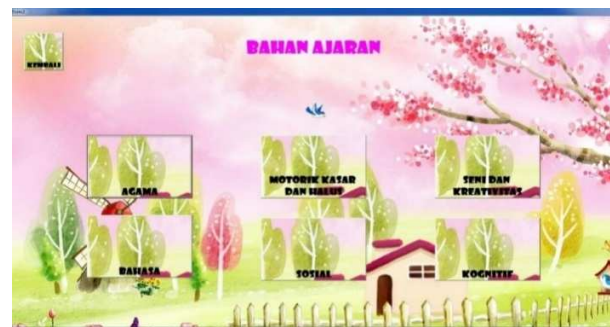 BAHAN AJARAN
KEMBALI
AGAMA
MOTORIK KASAR
DAN HALUS
SENI DAN
KREATIVITAS
BAHASA
SOSIAL
KOGNITIF